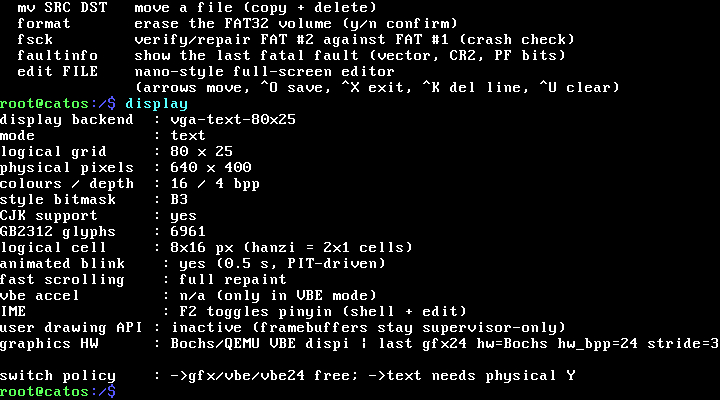 mv SRC DST   move a file (copy + delete)
format       erase the FAT32 volume (y/n confirm)
fsck         verify/repair FAT #2 against FAT #1 (crash check)
faultinfo    show the last fatal fault (vector, CR2, PF bits)
edit FILE    nano-style full-screen editor
(arrows move, ^O save, ^X exit, ^K del line, ^U clear)
root@catos:/$ display
display backend  : vga-text-80x25
mode             : text
logical grid     : 80 x 25
physical pixels  : 640 x 400
colours / depth  : 16 / 4 bpp
style bitmask    : B3
CJK support      : yes
GB2312 glyphs    : 6961
logical cell     : 8x16 px (hanzi = 2x1 cells)
animated blink    : yes (0.5 s, PIT-driven)
fast scrolling    : full repaint
vbe accel         : n/a (only in VBE mode)
IME               : F2 toggles pinyin (shell + edit)
user drawing API : inactive (framebuffers stay supervisor-only)
graphics HW      : Bochs/QEMU VBE dispi | last gfx24 hw=Bochs hw_bpp=24 stride=3
switch policy    : ->gfx/vbe/vbe24 free; ->text needs physical Y
root@catos:/$